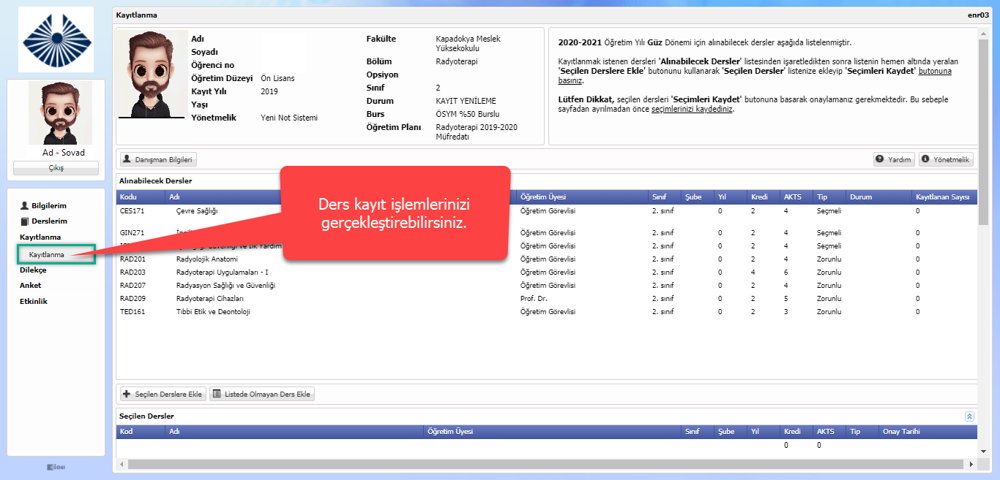 Kayıtlanma
enr03
Ad - Soyad
Çıkış
Bilgilerim
Derslerim
Kayıtlanma
Kayıtlanma
Dilekçe
Anket
Etkinlik
Adı
Soyadı
Öğrenci no
Öğretim Düzeyi Ön Lisans
Kayıt Yılı 2019
Yaşı
Yönetmelik Yeni Not Sistemi
Fakülte Kapadokya Meslek
Yüksekokulu
Bölüm Radyoterapi
Opsiyon
Sınıf 2
Durum KAYIT YENİLEME
Burs ÖSYM %50 Burslu
Öğretim Planı Radyoterapi 2019-2020
Müfredatı
2020-2021 Öğretim Yılı Güz Dönemi için alınabilecek dersler aşağıda listelenmiştir.
Kayıtlanmak istenen dersleri 'Alınabilecek Dersler' listesinden işaretledikten sonra listenin hemen altında yeralan
'Seçilen Derslere Ekle' butonunu kullanarak 'Seçilen Dersler' listenize ekleyip 'Seçimleri Kaydet' butonuna
basınız.
Lütfen Dikkat, seçilen dersleri 'Seçimleri Kaydet' butonuna basarak onaylamanız gerekmektedir. Bu sebeple
sayfadan ayrılmadan önce seçimlerinizi kaydediniz.
Danışman Bilgileri
Yardım
Yönetmelik
Alınabilecek Dersler
Kodu Adı Öğretim Üyesi Sınıf Şube Yıl Kredi AKTS Tip Durum Kayıtlanan Sayısı
CES171 Çevre Sağlığı Öğretim Görevlisi 2. sınıf 0 2 4 Seçmeli 0
GIN271 Öğretim Görevlisi 2. sınıf 0 2 4 Seçmeli 0
Güvenliği ve İlk Yardım Öğretim Görevlisi 2. sınıf 0 2 4 Seçmeli 0
RAD201 Radyolojik Anatomi Öğretim Görevlisi 2. sınıf 0 2 4 Zorunlu 0
RAD203 Radyoterapi Uygulamaları - I Öğretim Görevlisi 2. sınıf 0 4 6 Zorunlu 0
RAD207 Radyasyon Sağlığı ve Güvenliği Öğretim Görevlisi 2. sınıf 0 2 4 Zorunlu 0
RAD209 Radyoterapi Cihazları Prof. Dr. 2. sınıf 0 2 5 Zorunlu 0
TED161 Tıbbi Etik ve Deontoloji Öğretim Görevlisi 2. sınıf 0 2 3 Zorunlu 0
Ders kayıt işlemlerinizi
gerçekleştirebilirsiniz.
Seçilen Derslere Ekle
Listede Olmayan Ders Ekle
Seçilen Dersler
Kod Adı Öğretim Üyesi Sınıf Şube Yıl Kredi AKTS Tip Onay Tarihi
0 0